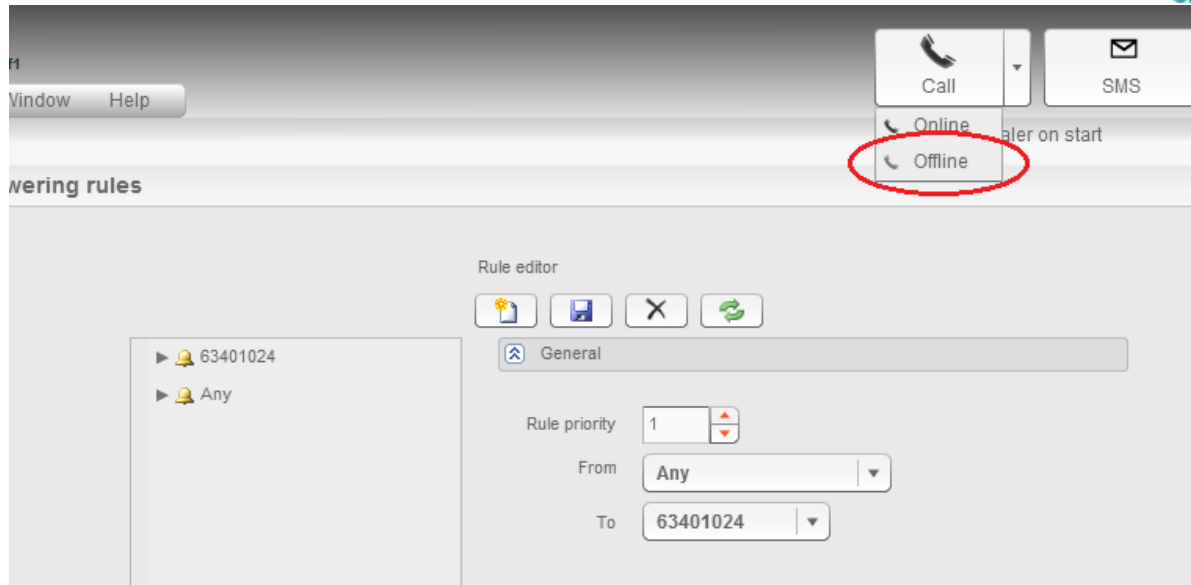 f1
Window Help
Call
SMS
Online
aler on start
Offline
wering rules
Rule editor
63401024
General
Any
Rule priority 1
From Any
To 63401024